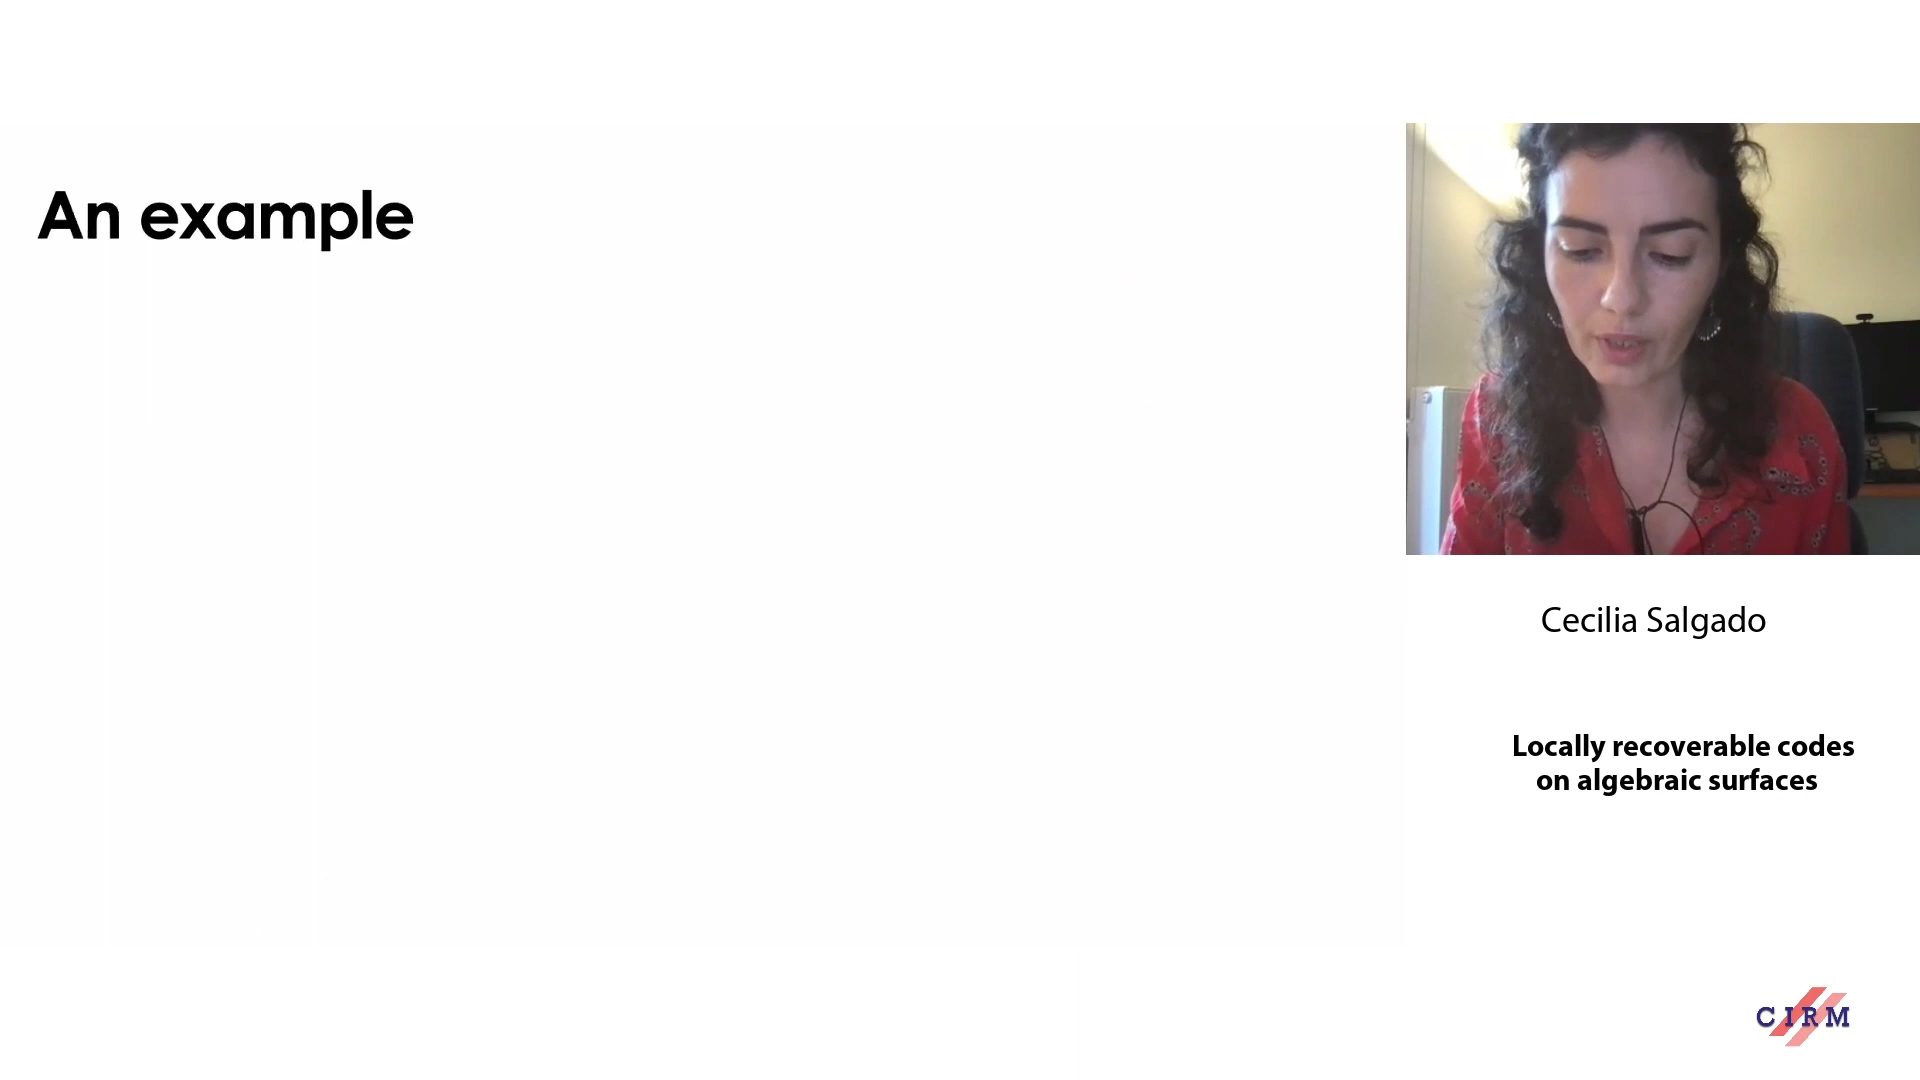 An example
Cecilia Salgado
Locally recoverable codes
on algebraic surfaces
CIRM